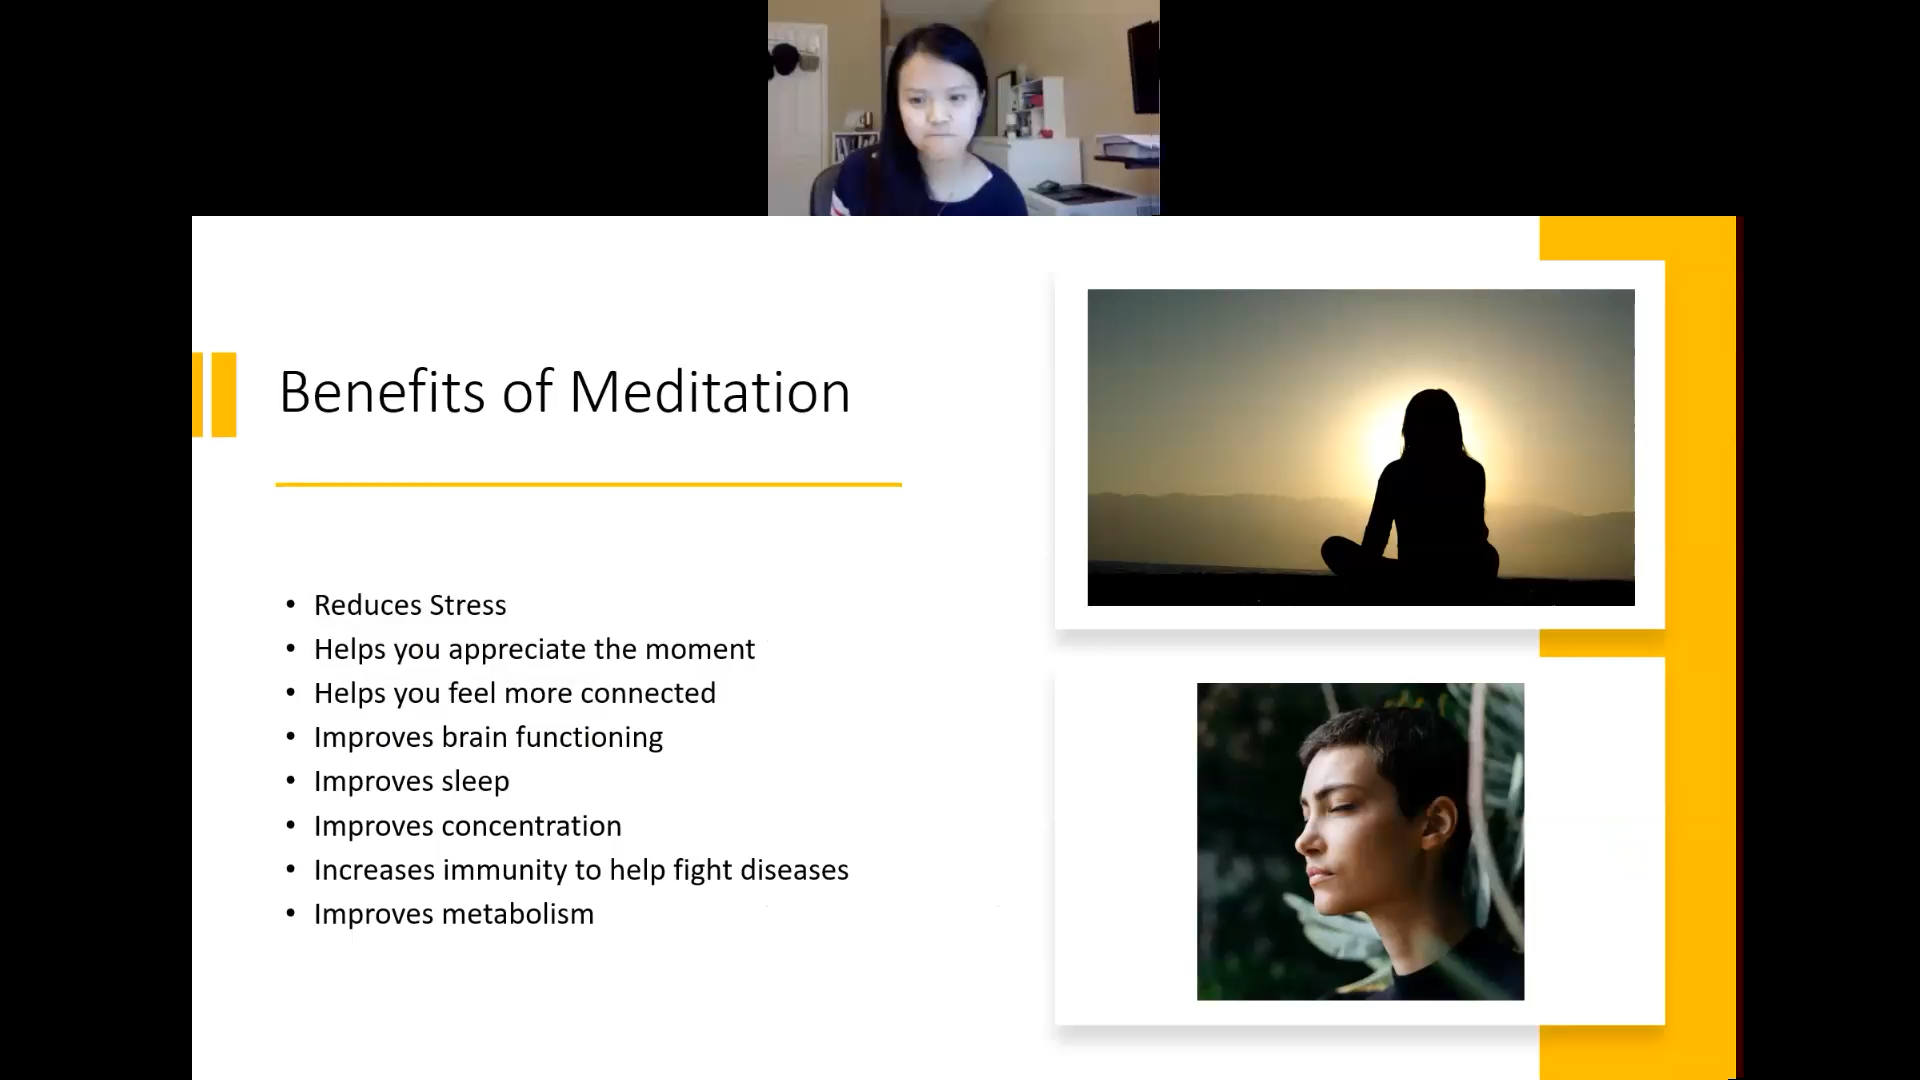 Benefits of Meditation
• Reduces Stress
• Helps you appreciate the moment
• Helps you feel more connected
• Improves brain functioning
• Improves sleep
• Improves concentration
• Increases immunity to help fight diseases
• Improves metabolism